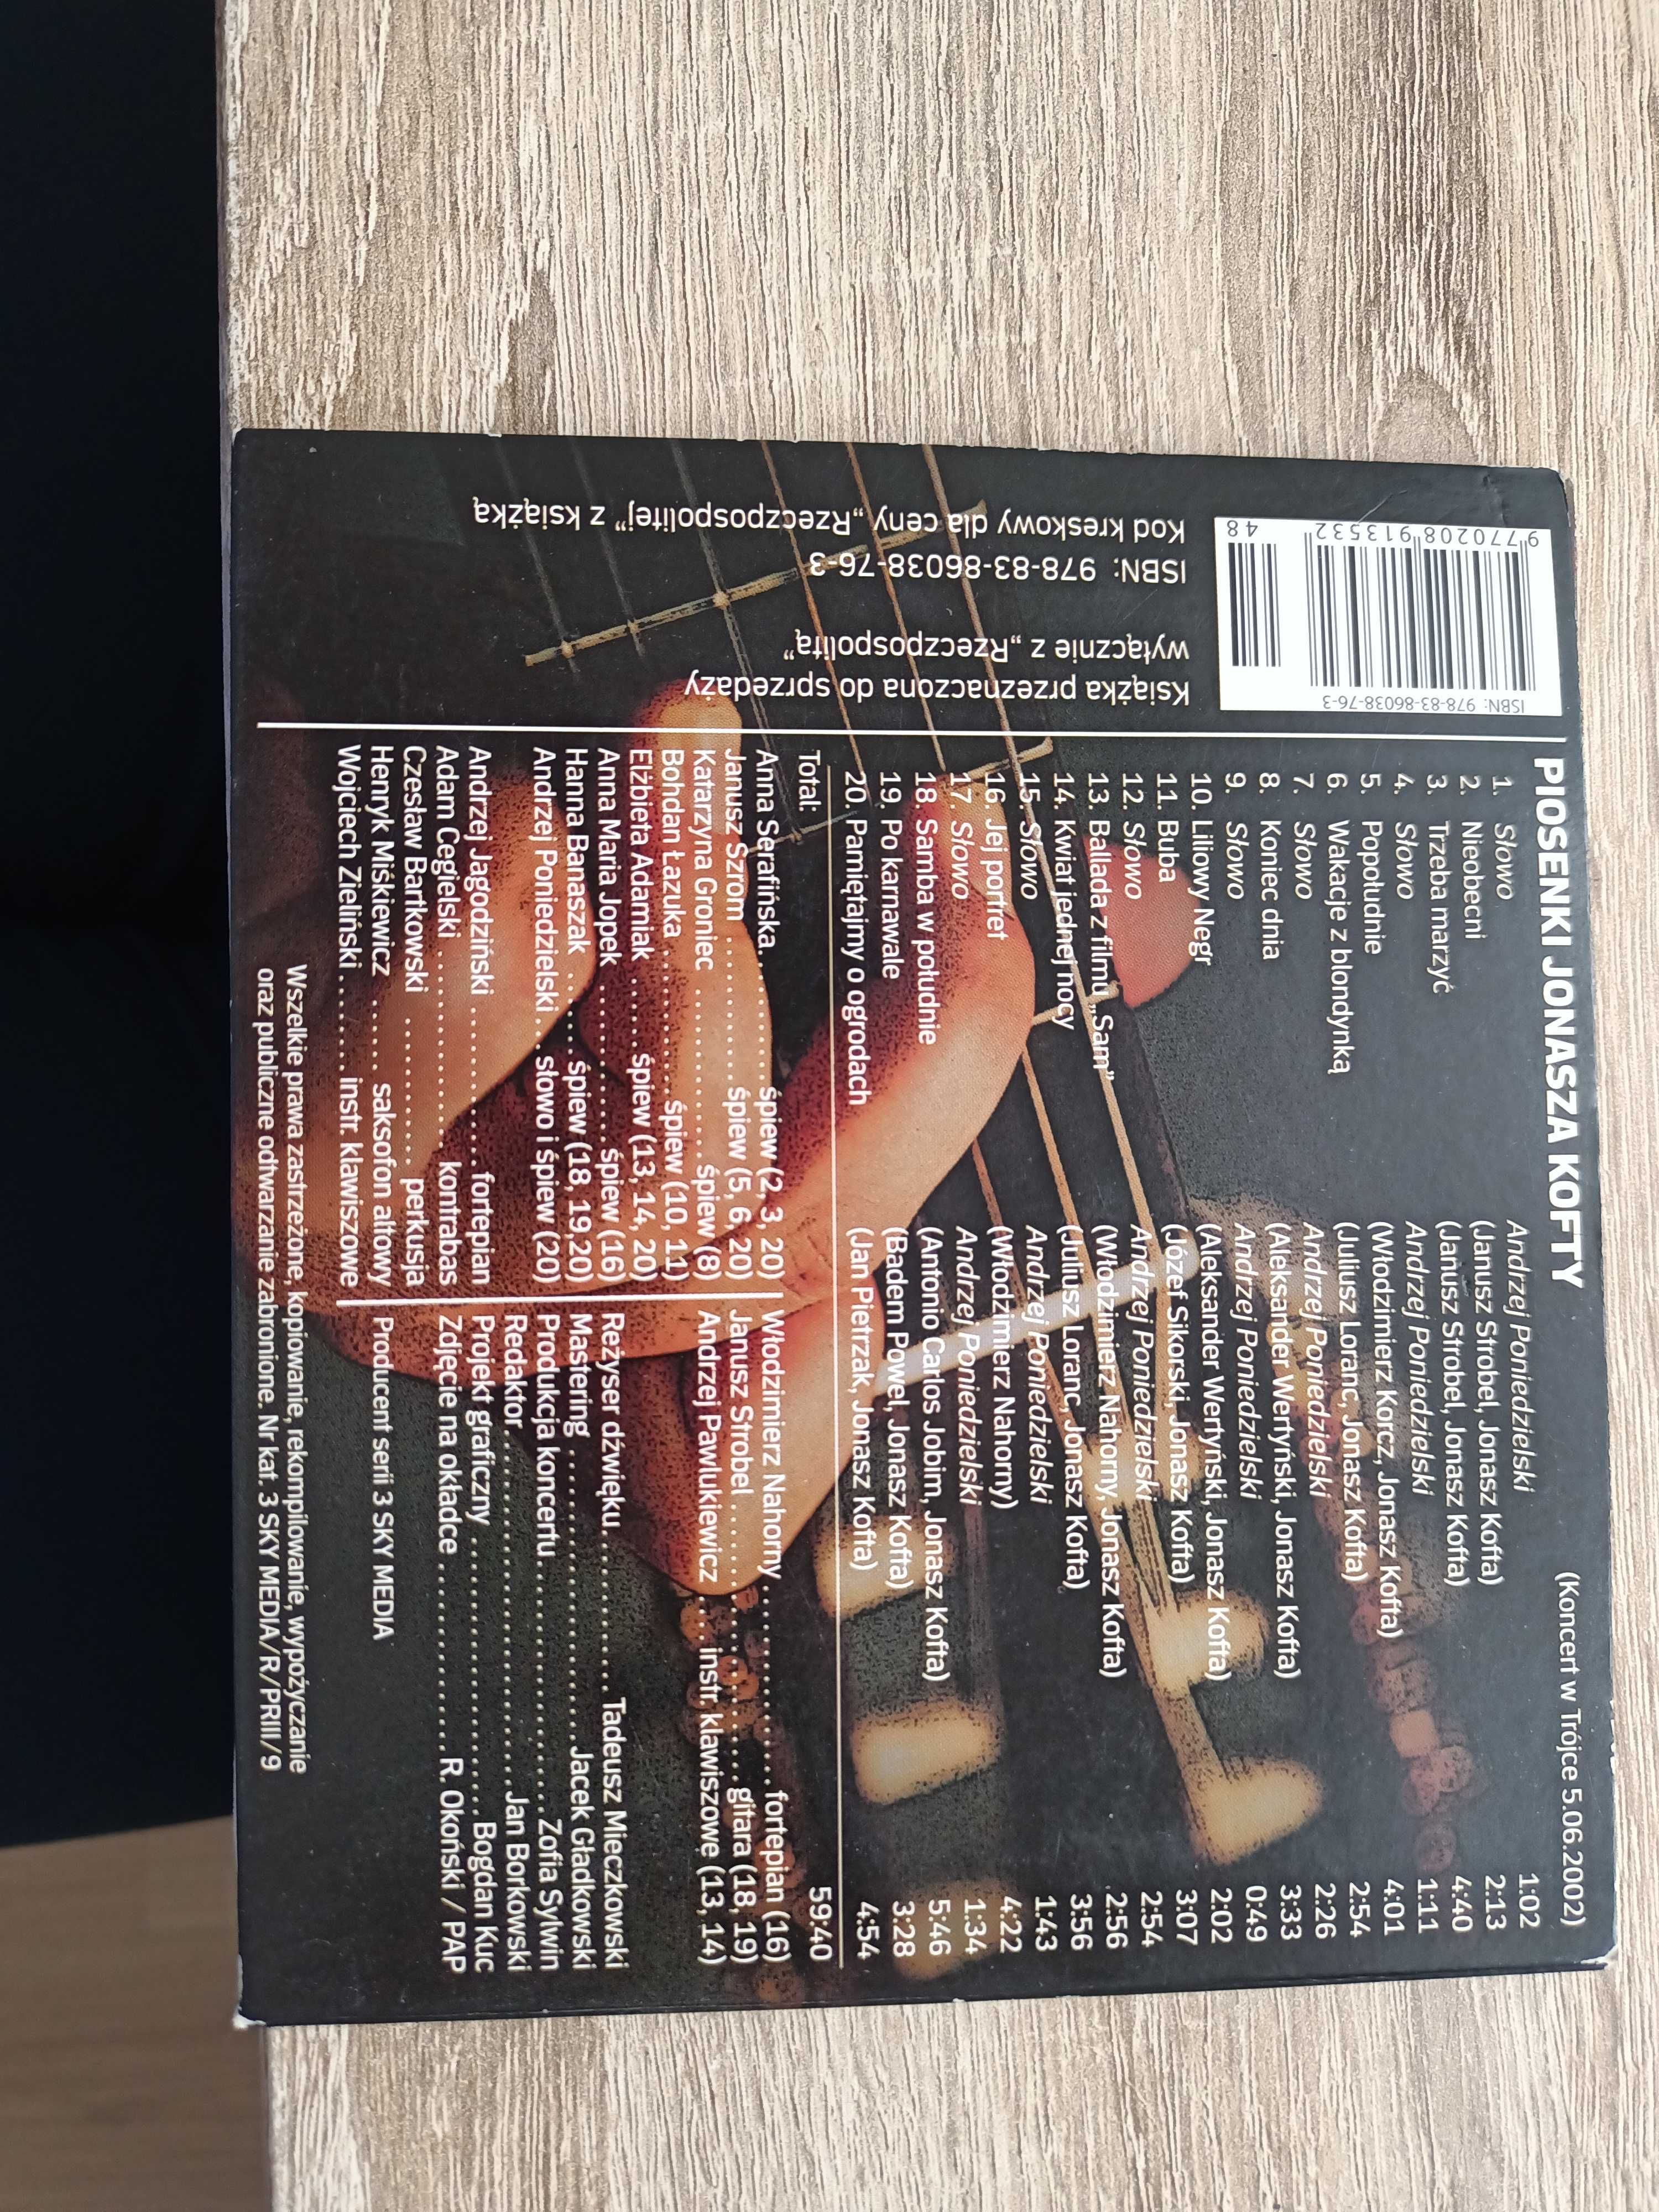 PIOSENKI JONASZA KOFTY (Koncert w Trójce 5.06.2002)
1. Słowo Andrzej Poniedzielski 1:02
2. Nieobecni (Janusz Strobel, Jonasz Kofta) 2:13
3. Trzeba marzyć (Janusz Strobel, Jonasz Kofta) 4:40
4. Słowo Andrzej Poniedzielski 1:11
5. Popołudnie (Włodzimierz Korcz, Jonasz Kofta) 4:01
6. Wakacje z blondynką (Juliusz Loranc, Jonasz Kofta) 2:54
7. Słowo Andrzej Poniedzielski 2:26
8. Koniec dnia (Aleksander Wertyński, Jonasz Kofta) 3:33
9. Słowo Andrzej Poniedzielski 0:49
10. Liliowy Negr (Aleksander Wertyński, Jonasz Kofta) 2:02
11. Buba (Józef Sikorski, Jonasz Kofta) 3:07
12. Słowo Andrzej Poniedzielski 2:54
13. Ballada z filmu „Sam” (Włodzimierz Nahorny, Jonasz Kofta) 2:56
14. Kwiat jednej nocy (Juliusz Loranc, Jonasz Kofta) 3:56
15. Słowo Andrzej Poniedzielski 1:43
16. Jej portret (Włodzimierz Nahorny) 4:22
17. Słowo Andrzej Poniedzielski 1:34
18. Samba w południe (Antonio Carlos Jobim, Jonasz Kofta) 5:46
19. Po karnawale (Badem Powel, Jonasz Kofta) 3:28
20. Pamiętajmy o ogrodach (Jan Pietrzak, Jonasz Kofta) 4:54
Total: 59:40
Anna Serafińska.........śpiew (2, 3, 20)
Janusz Szrom ............śpiew (5, 6, 20)
Katarzyna Groniec ............śpiew (8)
Bohdan Łazuka............śpiew (10, 11)
Elżbieta Adamiak .......śpiew (13, 14, 20)
Anna Maria Jopek ............śpiew (16)
Hanna Banaszak ......śpiew (18, 19,20)
Andrzej Poniedzielski... słowo i śpiew (20)
Andrzej Jagodziński ............fortepian
Adam Cegielski ............kontrabas
Czesław Bartkowski ............perkusja
Henryk Miśkiewicz ...... saksofon altowy
Wojciech Zieliński ........ instr. klawiszowe
Włodzimierz Nahorny ............fortepian (16)
Janusz Strobel ............gitara (18, 19)
Andrzej Pawlukiewicz .... instr. klawiszowe (13, 14)
Reżyser dźwięku............Tadeusz Mieczkowski
Mastering ............Jacek Gładkowski
Produkcja koncertu............Zofia Sylwin
Redaktor............Jan Borkowski
Projekt graficzny ............Bogdan Kuc
Zdjęcie na okładce ............R. Okoński / PAP
Producent serii 3 SKY MEDIA
Wszelkie prawa zastrzeżone, kopiowanie, rekompilowanie, wypożyczanie
oraz publiczne odtwarzanie zabronione. Nr kat. 3 SKY MEDIA/R/PRIII/9
ISBN: 978-83-86038-76-3
9 770208 913532
48
Książka przeznaczona do sprzedaży
wyłącznie z „Rzeczpospolitą”
ISBN: 978-83-86038-76-3
Kod kreskowy dla ceny „Rzeczpospolitej” z książką